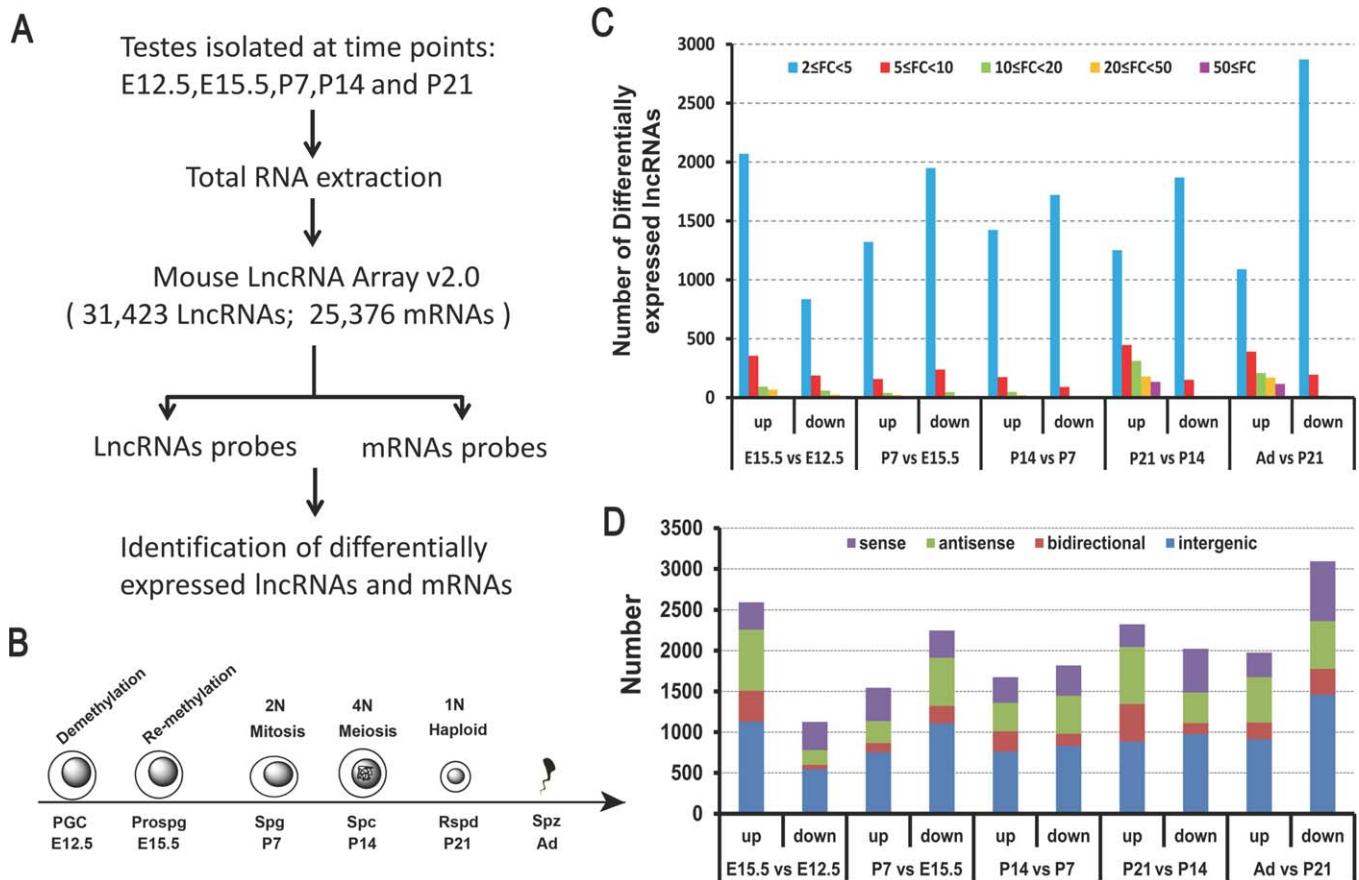 A
Testes isolated at time points:
E12.5,E15.5,P7,P14 and P21
Total RNA extraction
Mouse LncRNA Array v2.0
( 31,423 LncRNAs; 25,376 mRNAs )
LncRNAs probes mRNAs probes
Identification of differentially
expressed lncRNAs and mRNAs
B
Demethylation Re-methylation 2N 4N 1N
Mitosis Meiosis Haploid
PGC Prospg Spg Spc Rspd Spz
E12.5 E15.5 P7 P14 P21 Ad
C
Number of Differentially
expressed lncRNAs
3000
2500
2000
1500
1000
500
0
2≤FC<5 5≤FC<10 10≤FC<20 20≤FC<50 50≤FC
up down up down up down up down up down
E15.5 vs E12.5 P7 vs E15.5 P14 vs P7 P21 vs P14 Ad vs P21
D
Number
3500
3000
2500
2000
1500
1000
500
0
sense antisense bidirectional intergenic
up down up down up down up down up down
E15.5 vs E12.5 P7 vs E15.5 P14 vs P7 P21 vs P14 Ad vs P21